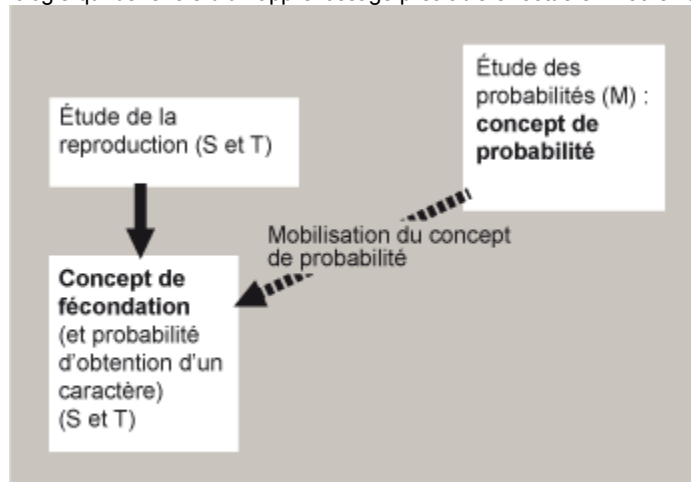 Étude des
probabilités (M) :
concept de
probabilité
Étude de la
reproduction (S et T)
Mobilisation du concept
de probabilité
Concept de
fécondation
(et probabilité
d'obtention d'un
caractère)
(S et T)